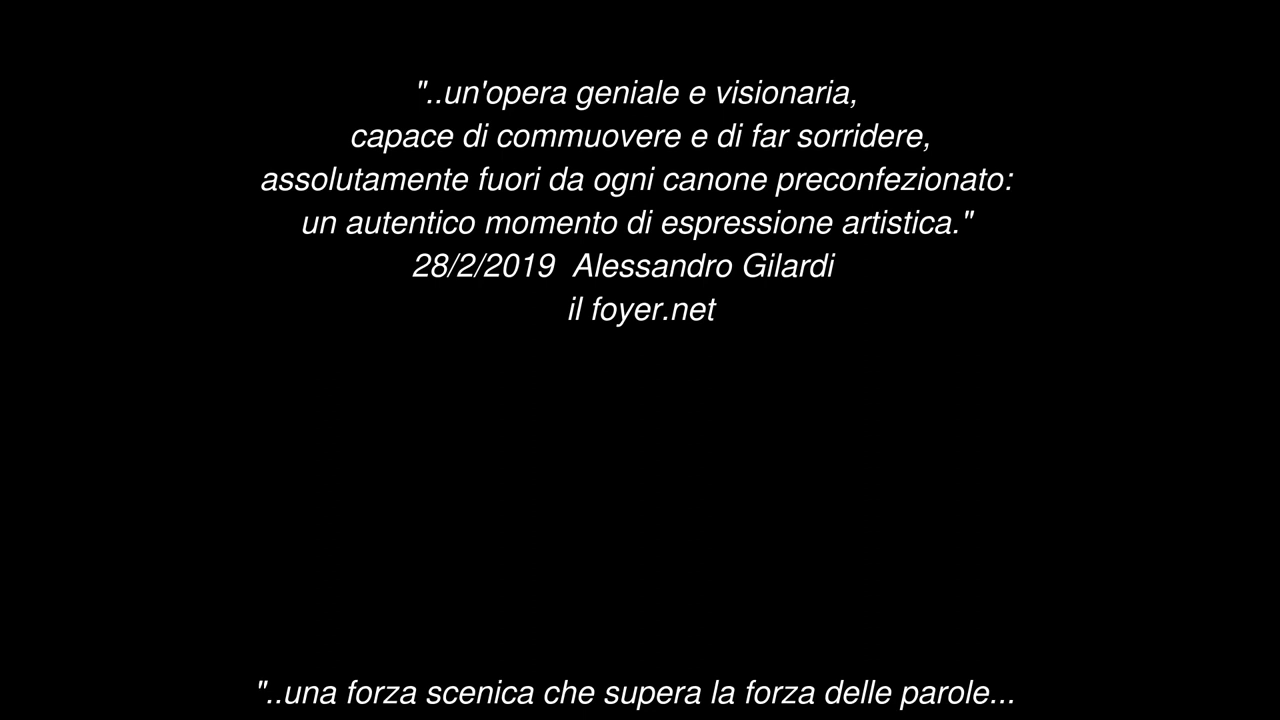 "..un'opera geniale e visionaria,
capace di commuovere e di far sorridere,
assolutamente fuori da ogni canone preconfezionato:
un autentico momento di espressione artistica."
28/2/2019  Alessandro Gilardi
il foyer.net
"..una forza scenica che supera la forza delle parole...